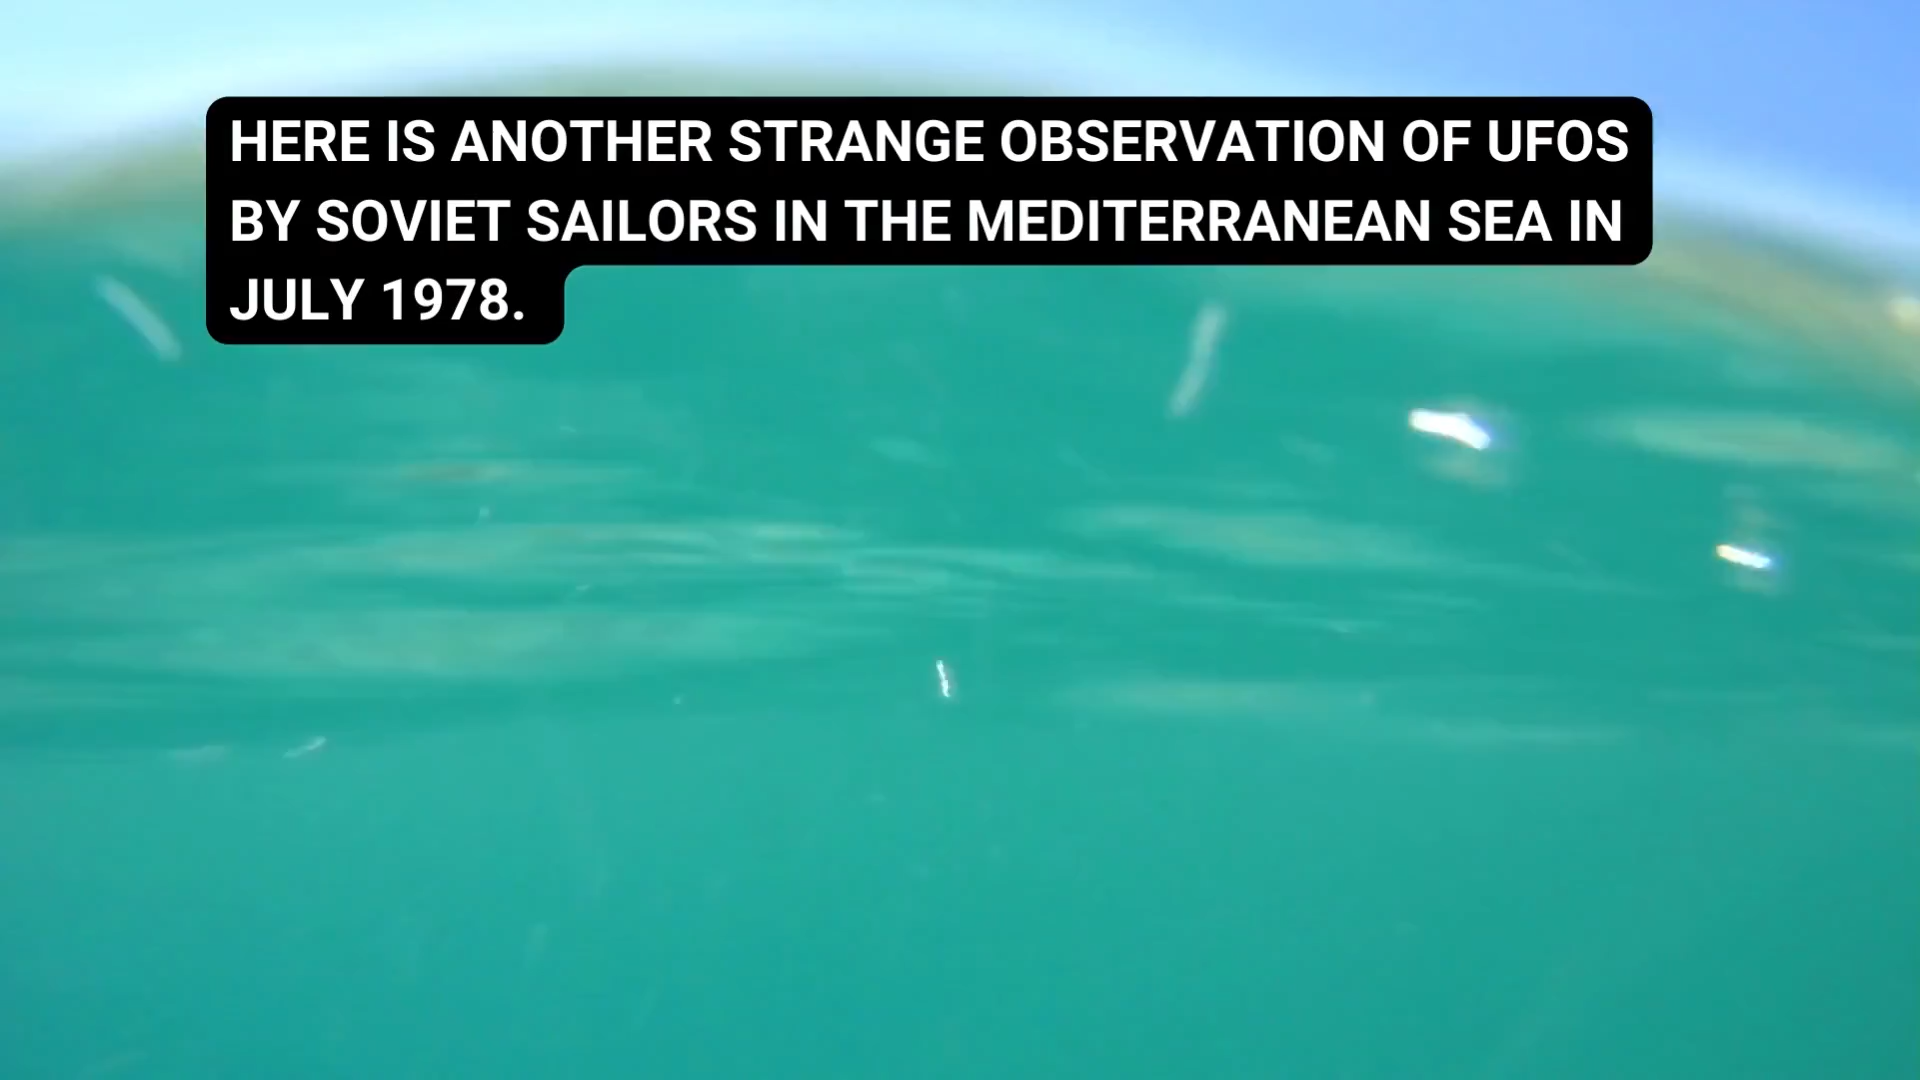 HERE IS ANOTHER STRANGE OBSERVATION OF UFOS
BY SOVIET SAILORS IN THE MEDITERRANEAN SEA IN
JULY 1978.